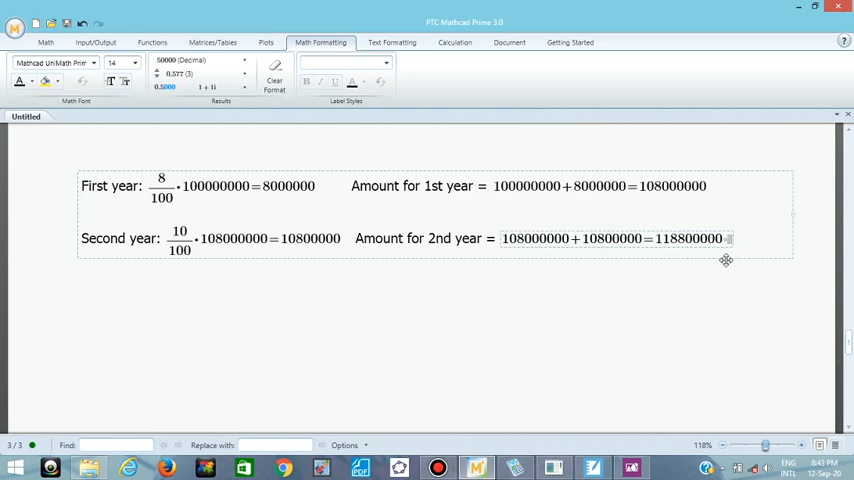 PTC Mathcad Prime 3.0
Math Input/Output Functions Matrices/Tables Plots Math Formatting Text Formatting Calculation Document Getting Started
Mathcad UniMath Prim 14
50000 (Decimal)
0.577 (3)
0.5000 1 + 1i
Clear
Format
B I U A
Math Font Results Label Styles
Untitled
First year: 8/100 · 100000000 = 8000000 Amount for 1st year = 100000000 + 8000000 = 108000000
Second year: 10/100 · 108000000 = 10800000 Amount for 2nd year = 108000000 + 10800000 = 118800000
3 / 3 Find: Replace with: Options 118%
ENG 8:43 PM
INTL 12-Sep-20